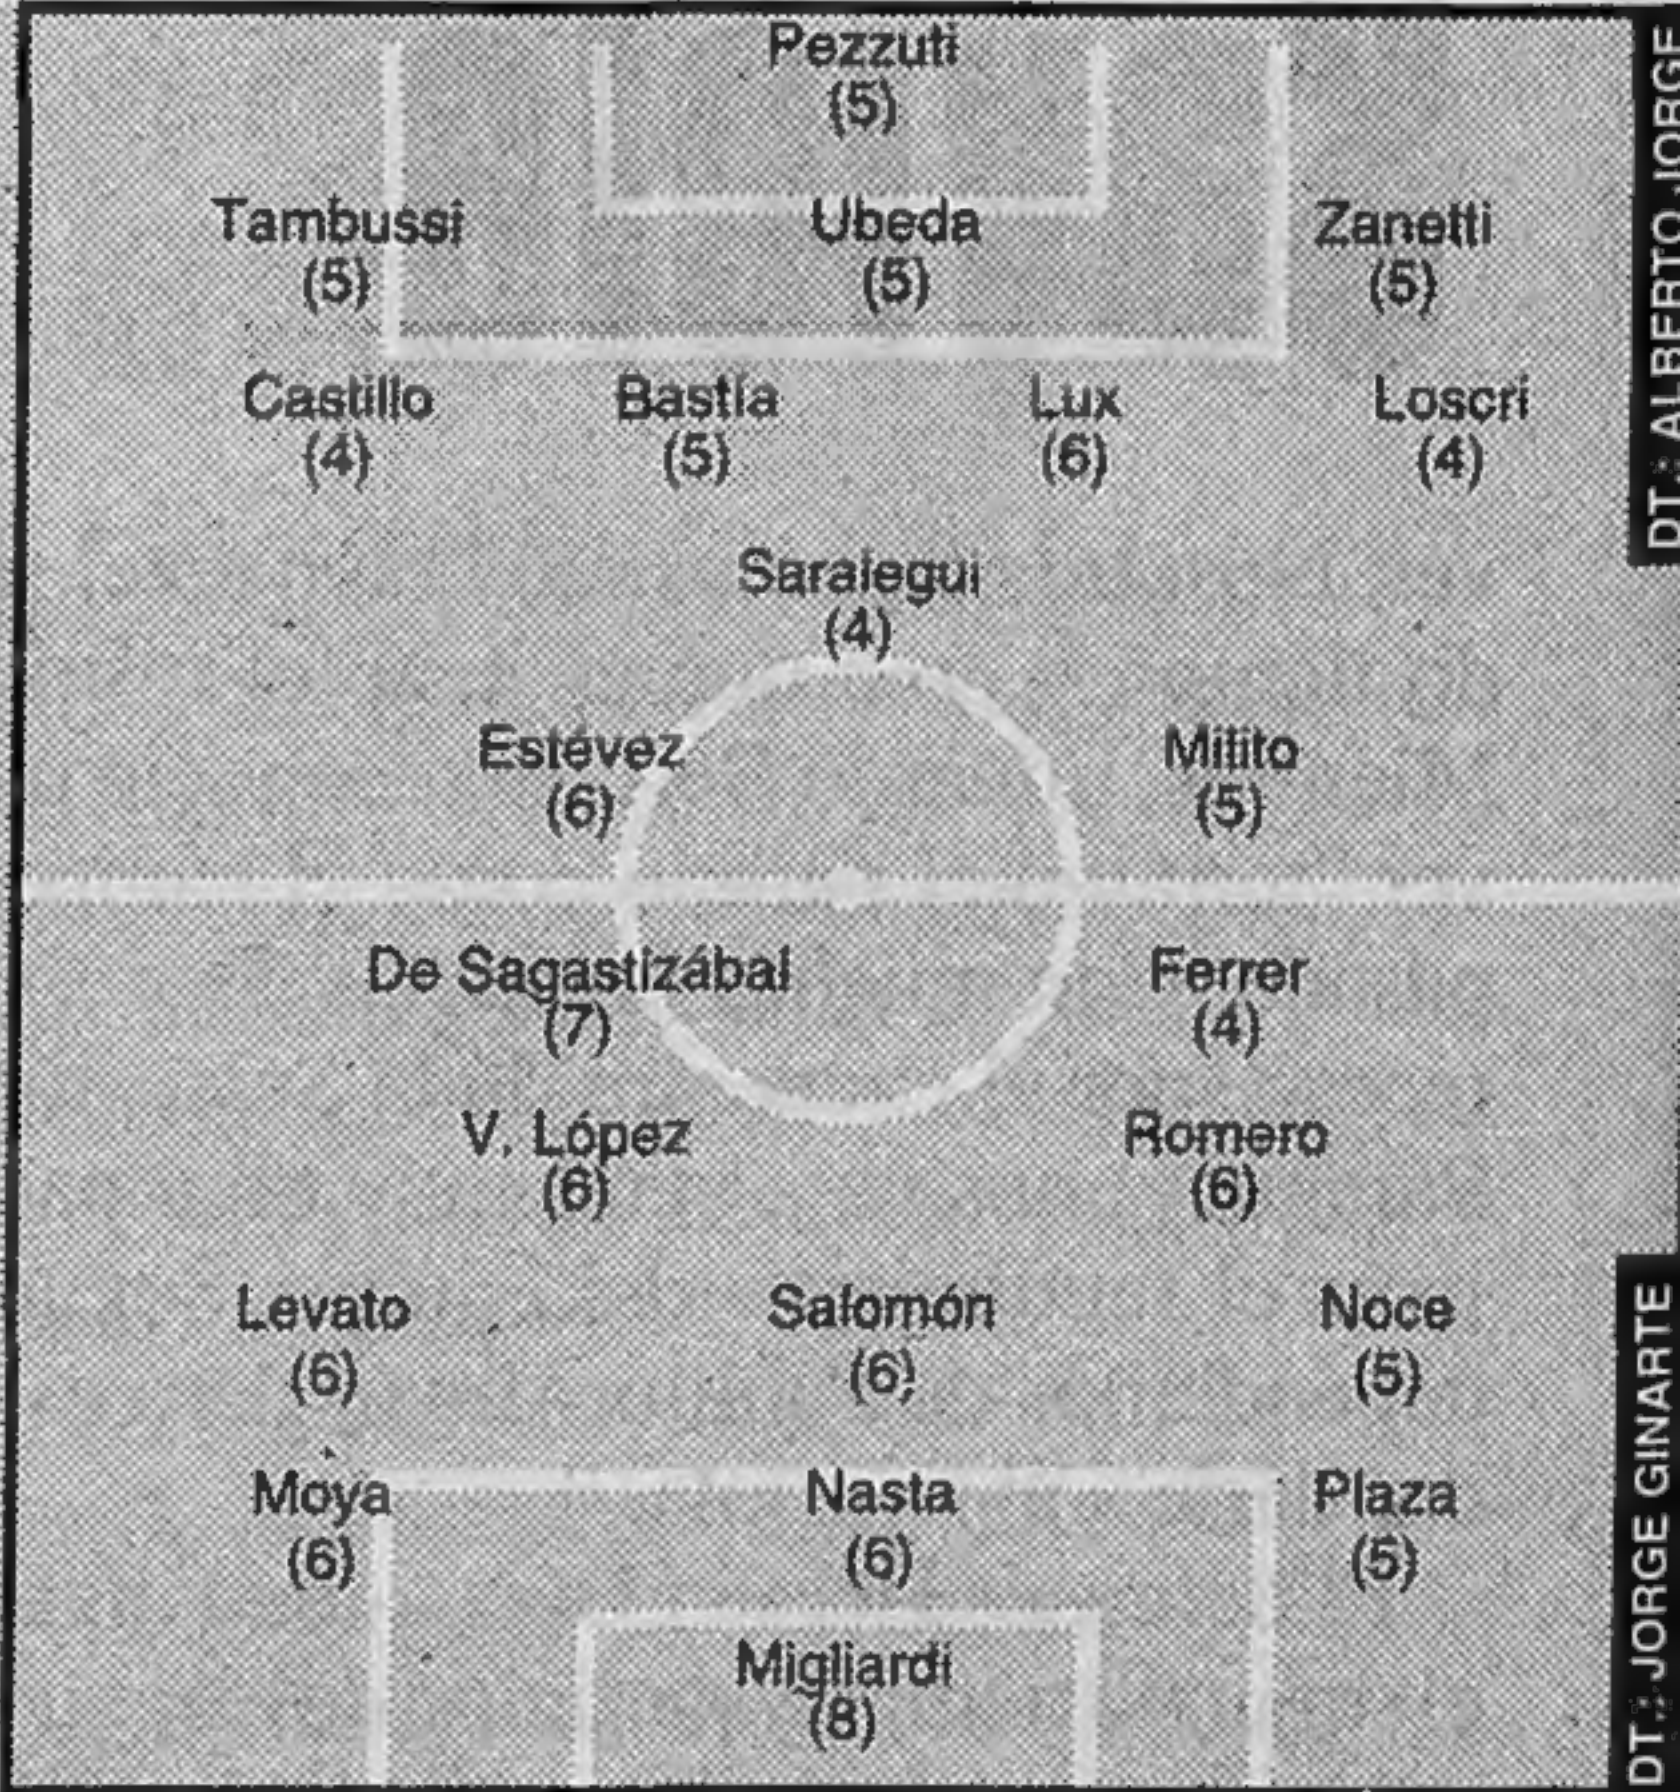 Pezzuti
(5)
Tambussi Ubeda Zanetti
(5) (5) (5)
Castillo Bastía Lux Loscri
(4) (5) (6) (4)
Saralegui
(4)
Estévez Milito
(6) (5)
De Sagastizábal Ferrer
(7) (4)
V. López Romero
(6) (6)
Levato Salomón Noce
(6) (6) (5)
Moya Nasta Plaza
(6) (6) (5)
Migliardi
(8)
DT.: ALBERTO JORGE
DT.: JORGE GINARTE